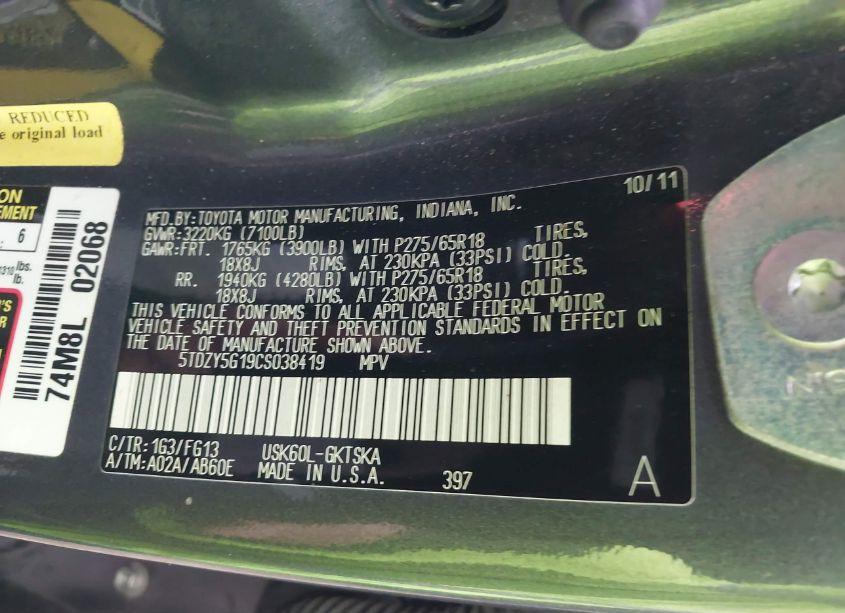 REDUCED
e original load
ON
EMENT
: 6
1310 lbs.
lb.
'S
R
74M8L 02068
10/11
MFD.BY:TOYOTA MOTOR MANUFACTURING, INDIANA, INC.
GVWR:3220KG (7100LB)
GAWR:FRT. 1765KG (3900LB) WITH P275/65R18 TIRES,
18X8J RIMS, AT 230KPA (33PSI) COLD.
RR. 1940KG (4280LB) WITH P275/65R18 TIRES,
18X8J RIMS, AT 230KPA (33PSI) COLD.
THIS VEHICLE CONFORMS TO ALL APPLICABLE FEDERAL MOTOR
VEHICLE SAFETY AND THEFT PREVENTION STANDARDS IN EFFECT ON
THE DATE OF MANUFACTURE SHOWN ABOVE.
5TDZY5G19CS038419 MPV
C/TR:1G3/FG13 USK60L-GKTSKA
A/TM:A02A/AB60E MADE IN U.S.A. 397 A